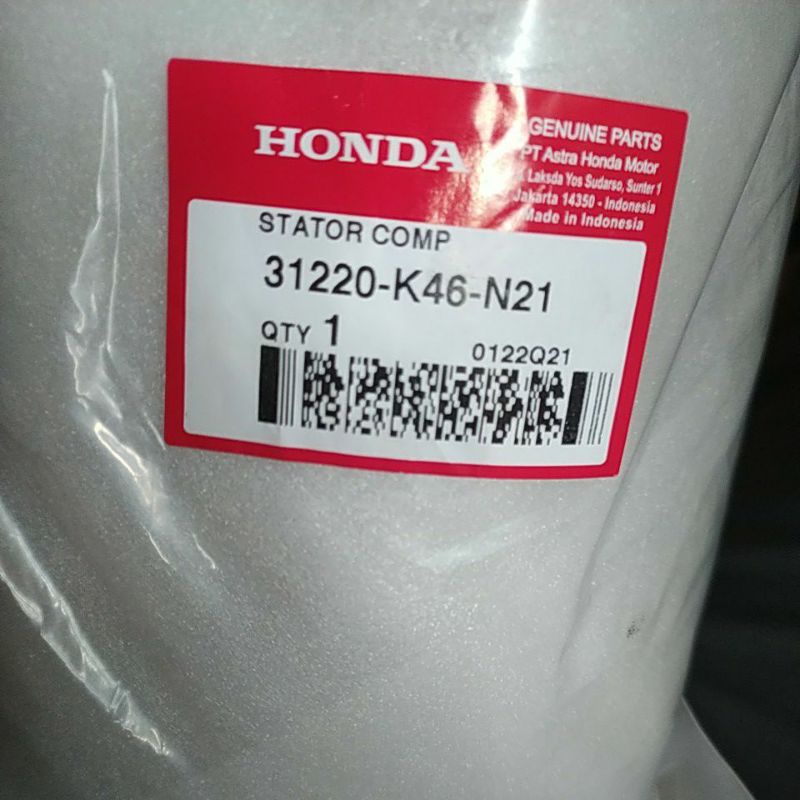 HONDA
GENUINE PARTS
PT Astra Honda Motor
Laksda Yos Sudarso, Sunter 1
Jakarta 14350 - Indonesia
Made in Indonesia
STATOR COMP
31220-K46-N21
QTY 1
0122Q21